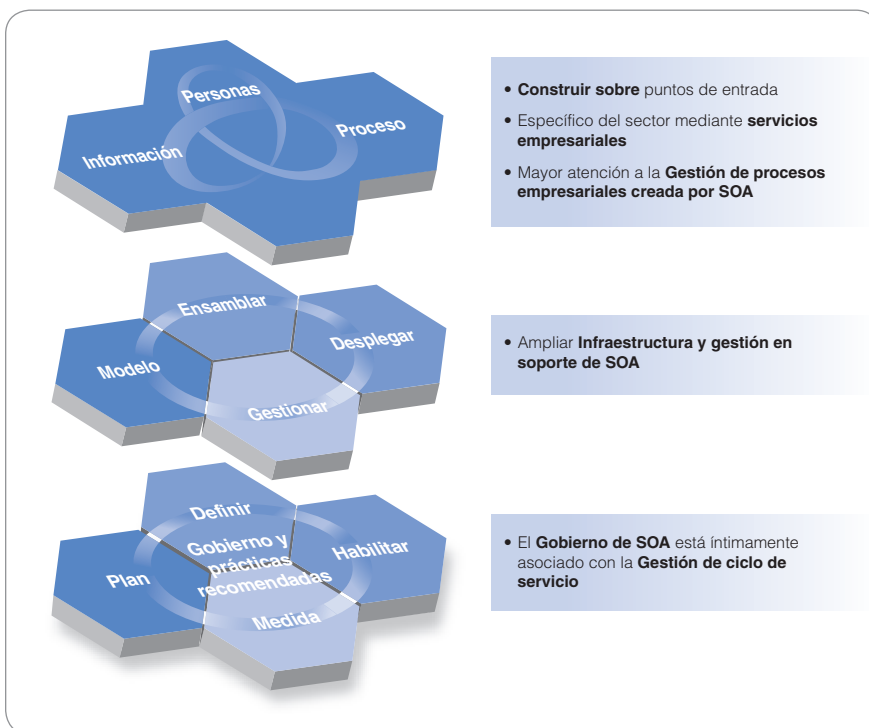 Personas
Proceso
Información
• Construir sobre puntos de entrada
• Específico del sector mediante servicios
empresariales
• Mayor atención a la Gestión de procesos
empresariales creada por SOA
Ensamblar
Desplegar
Modelo
Gestionar
• Ampliar Infraestructura y gestión en
soporte de SOA
Definir
Gobierno y
prácticas
recomendadas
Habilitar
Plan
Medida
• El Gobierno de SOA está íntimamente
asociado con la Gestión de ciclo de
servicio